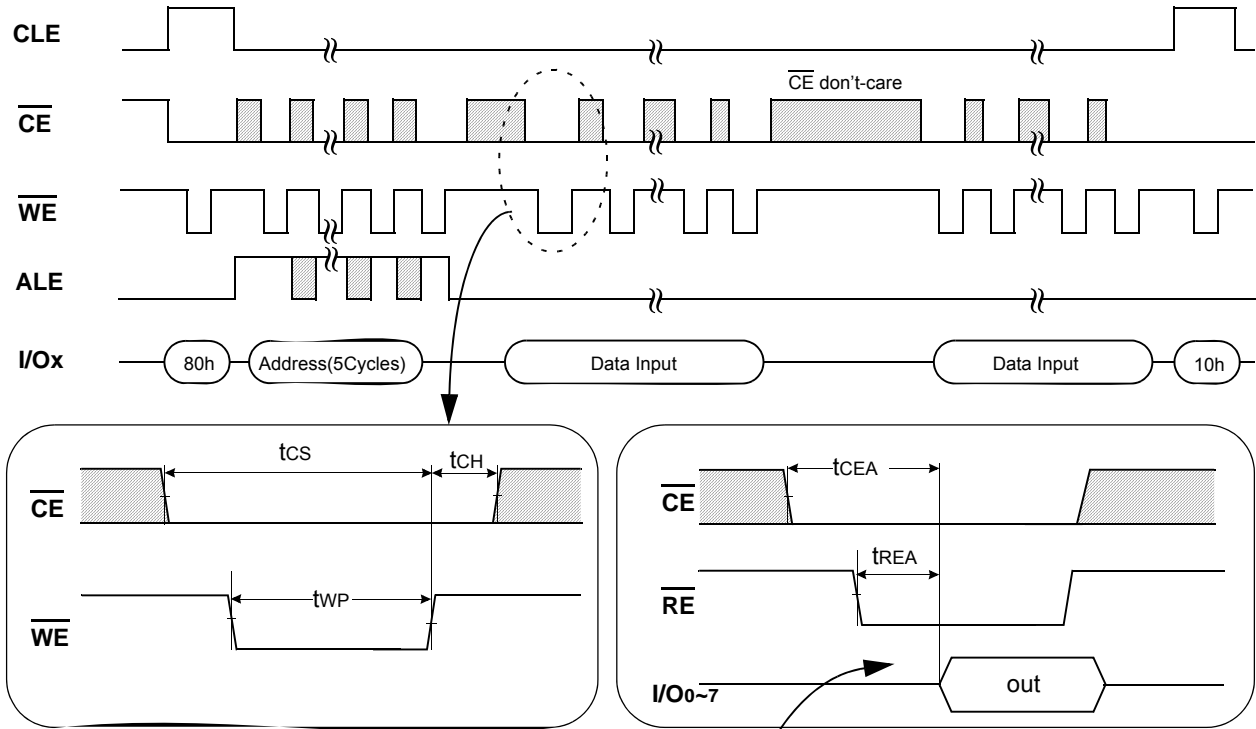 CLE
CE don't-care
CE
WE
ALE
I/Ox
80h
Address(5Cycles)
Data Input
Data Input
10h
tCS
tCH
CE
tWP
WE
tCEA
CE
tREA
RE
I/O0~7
out